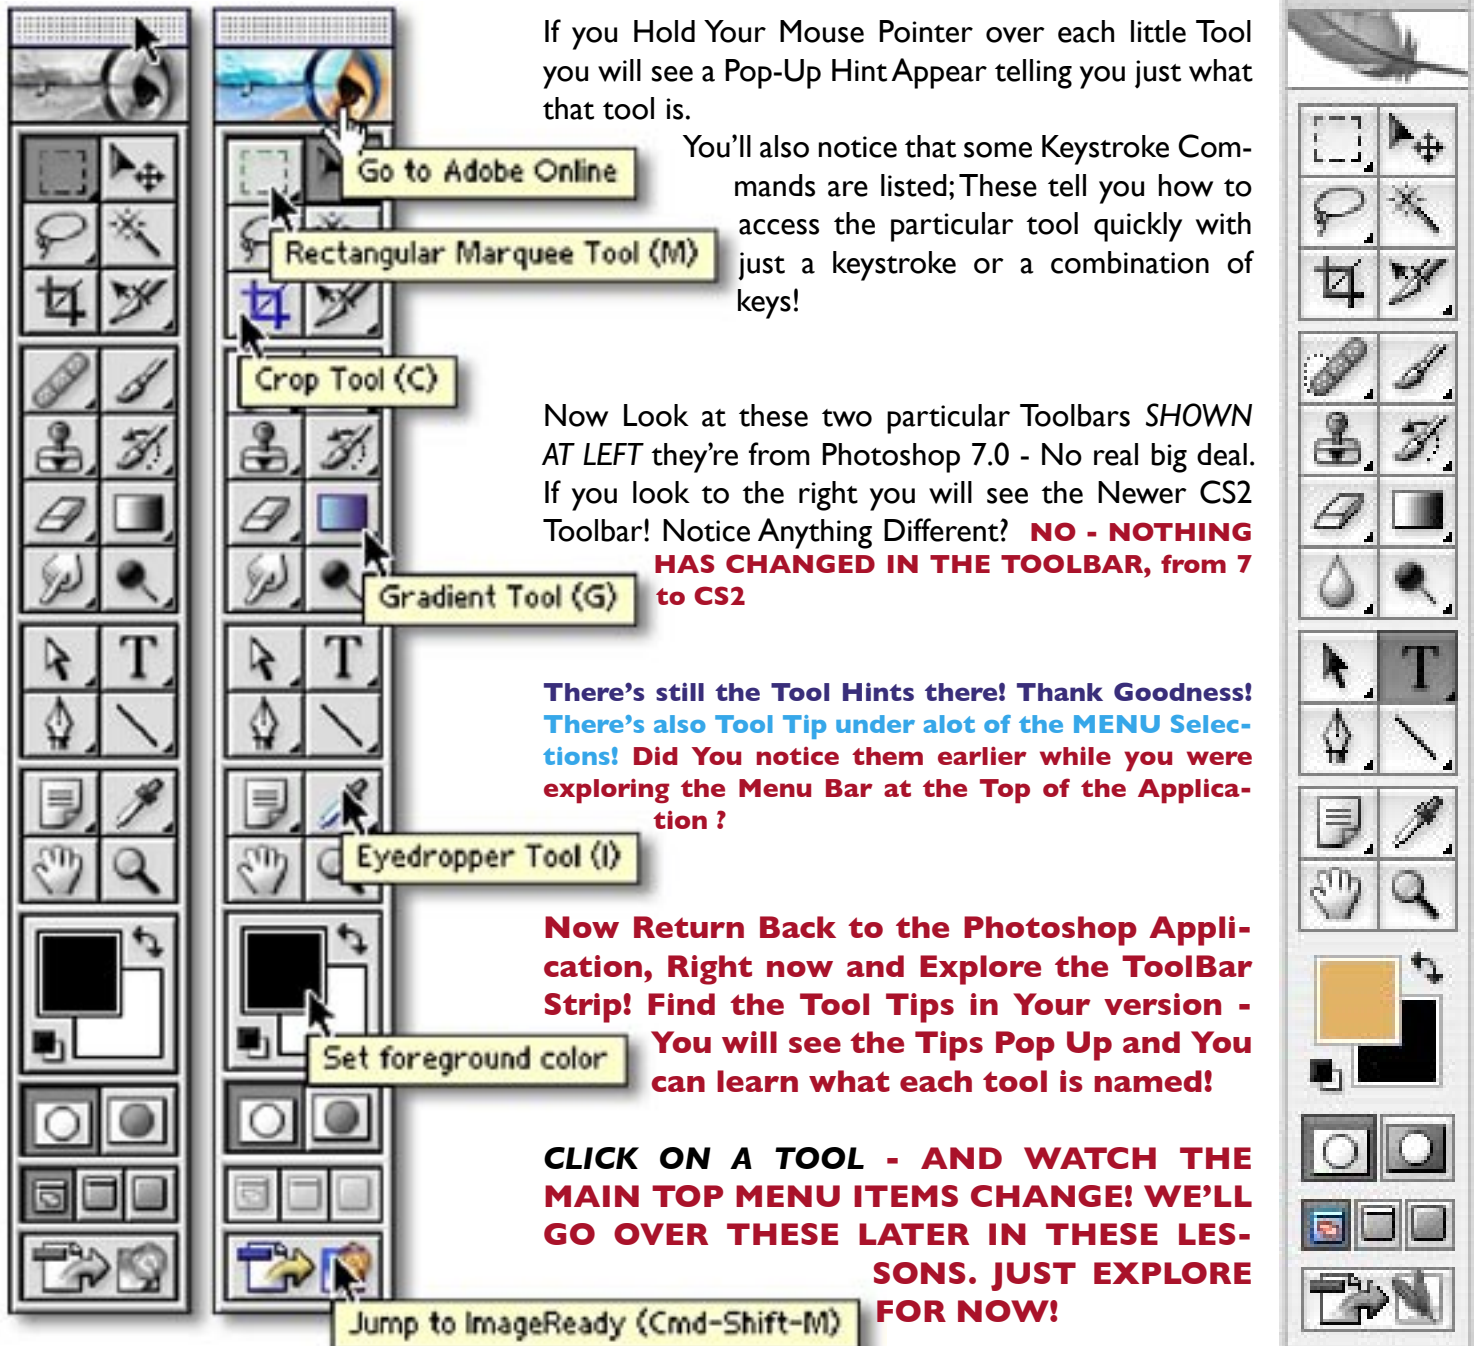 If you Hold Your Mouse Pointer over each little Tool
you will see a Pop-Up Hint Appear telling you just what
that tool is.
You'll also notice that some Keystroke Com-
mands are listed; These tell you how to
access the particular tool quickly with
just a keystroke or a combination of
keys!
Go to Adobe Online
Rectangular Marquee Tool (M)
Crop Tool (C)
Now Look at these two particular Toolbars SHOWN
AT LEFT they're from Photoshop 7.0 - No real big deal.
If you look to the right you will see the Newer CS2
Toolbar! Notice Anything Different? NO - NOTHING
HAS CHANGED IN THE TOOLBAR, from 7
to CS2
Gradient Tool (G)
T
T
T
There's still the Tool Hints there! Thank Goodness!
There's also Tool Tip under alot of the MENU Selec-
tions! Did You notice them earlier while you were
exploring the Menu Bar at the Top of the Applica-
tion ?
Eyedropper Tool (I)
Now Return Back to the Photoshop Appli-
cation, Right now and Explore the ToolBar
Strip! Find the Tool Tips in Your version -
You will see the Tips Pop Up and You
can learn what each tool is named!
Set foreground color
CLICK ON A TOOL - AND WATCH THE
MAIN TOP MENU ITEMS CHANGE! WE'LL
GO OVER THESE LATER IN THESE LES-
SONS. JUST EXPLORE
FOR NOW!
Jump to ImageReady (Cmd-Shift-M)